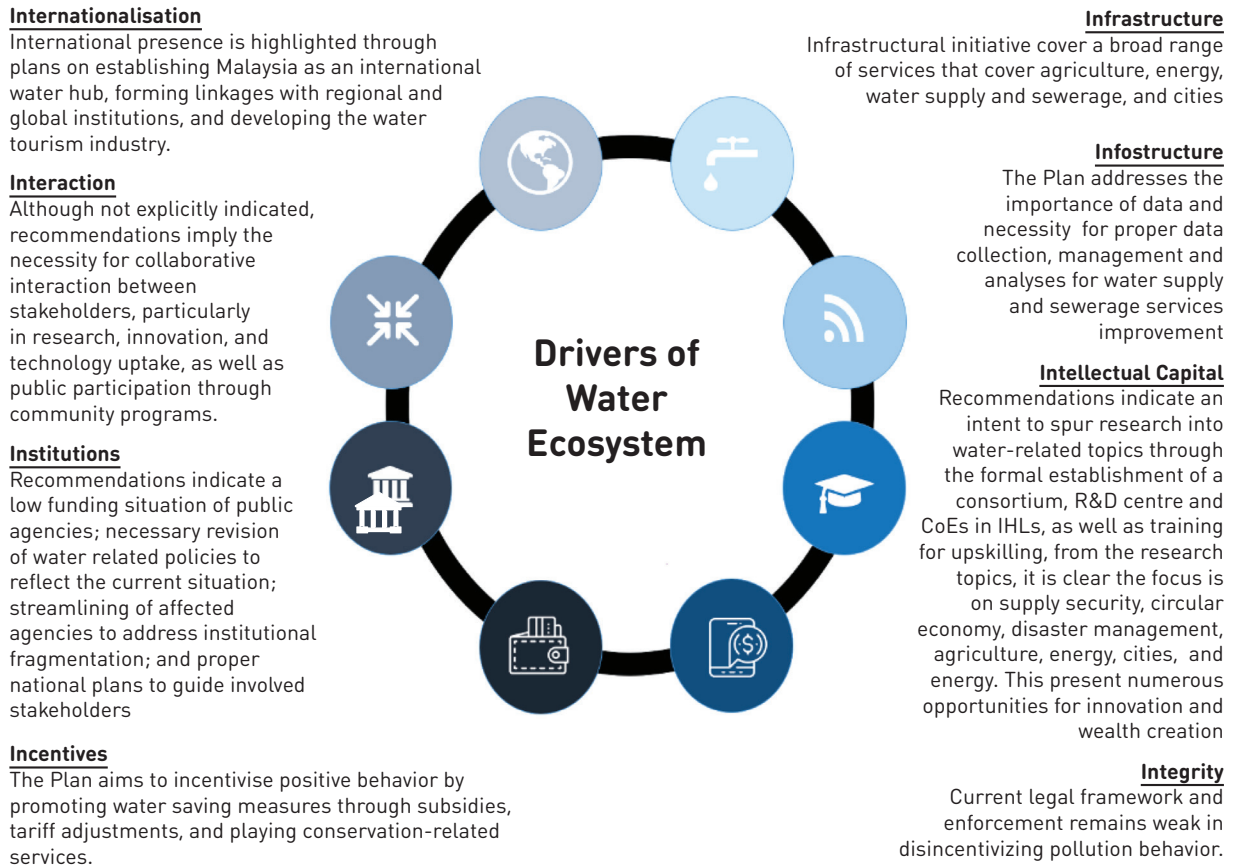 Internationalisation
International presence is highlighted through
plans on establishing Malaysia as an international
water hub, forming linkages with regional and
global institutions, and developing the water
tourism industry.
Interaction
Although not explicitly indicated,
recommendations imply the
necessity for collaborative
interaction between
stakeholders, particularly
in research, innovation, and
technology uptake, as well as
public participation through
community programs.
Institutions
Recommendations indicate a
low funding situation of public
agencies; necessary revision
of water related policies to
reflect the current situation;
streamlining of affected
agencies to address institutional
fragmentation; and proper
national plans to guide involved
stakeholders
Incentives
The Plan aims to incentivise positive behavior by
promoting water saving measures through subsidies,
tariff adjustments, and playing conservation-related
services.
Drivers of
Water
Ecosystem
($)
Infrastructure
Infrastructural initiative cover a broad range
of services that cover agriculture, energy,
water supply and sewerage, and cities
Infostructure
The Plan addresses the
importance of data and
necessity for proper data
collection, management and
analyses for water supply
and sewerage services
improvement
Intellectual Capital
Recommendations indicate an
intent to spur research into
water-related topics through
the formal establishment of a
consortium, R&D centre and
CoEs in IHLs, as well as training
for upskilling, from the research
topics, it is clear the focus is
on supply security, circular
economy, disaster management,
agriculture, energy, cities, and
energy. This present numerous
opportunities for innovation and
wealth creation
Integrity
Current legal framework and
enforcement remains weak in
disincentivizing pollution behavior.